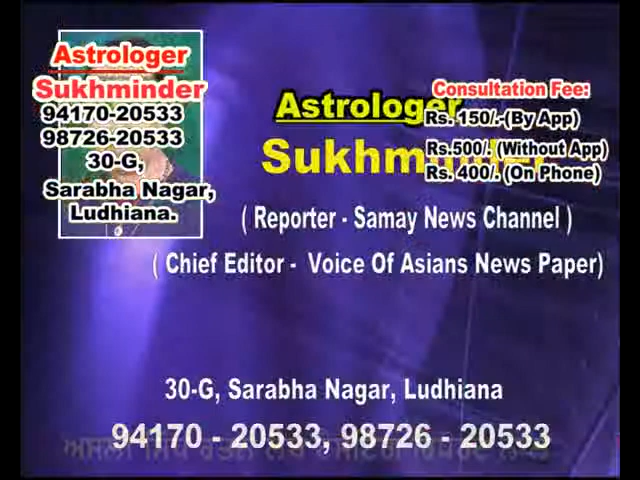 Astrologer
Sukhminder
94170-20533
98726-20533
30-G,
Sarabha Nagar,
Ludhiana.
Consultation Fee:
Rs. 150/-(By App)
Rs.500/. (Without App)
Rs. 400/. (On Phone)
Astrologer
Sukhminder
( Reporter - Samay News Channel )
( Chief Editor - Voice Of Asians News Paper)
30-G, Sarabha Nagar, Ludhiana
94170 - 20533, 98726 - 20533